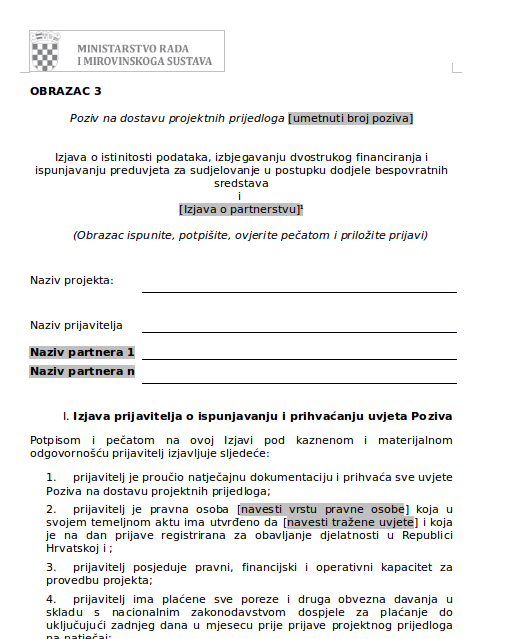 MINISTARSTVO RADA
I MIROVINSKOGA SUSTAVA
OBRAZAC 3
Poziv na dostavu projektnih prijedloga [umetnuti broj poziva]
Izjava o istinitosti podataka, izbjegavanju dvostrukog financiranja i
ispunjavanju preduvjeta za sudjelovanje u postupku dodjele bespovratnih
sredstava
i
[Izjava o partnerstvu]¹
(Obrazac ispunite, potpišite, ovjerite pečatom i priložite prijavi)
Naziv projekta:
Naziv prijavitelja
Naziv partnera 1
Naziv partnera n
I. Izjava prijavitelja o ispunjavanju i prihvaćanju uvjeta Poziva
Potpisom i pečatom na ovoj Izjavi pod kaznenom i materijalnom
odgovornošću prijavitelj izjavljuje sljedeće:
1. prijavitelj je proučio natječajnu dokumentaciju i prihvaća sve uvjete
Poziva na dostavu projektnih prijedloga;
2. prijavitelj je pravna osoba [navesti vrstu pravne osobe] koja u
svojem temeljnom aktu ima utvrđeno da [navesti tražene uvjete] i koja
je na dan prijave registrirana za obavljanje djelatnosti u Republici
Hrvatskoj i ;
3. prijavitelj posjeduje pravni, financijski i operativni kapacitet za
provedbu projekta;
4. prijavitelj ima plaćene sve poreze i druga obvezna davanja u
skladu s nacionalnim zakonodavstvom dospjele za plaćanje do
uključujući zadnjeg dana u mjesecu prije prijave projektnog prijedloga
na natječaj;